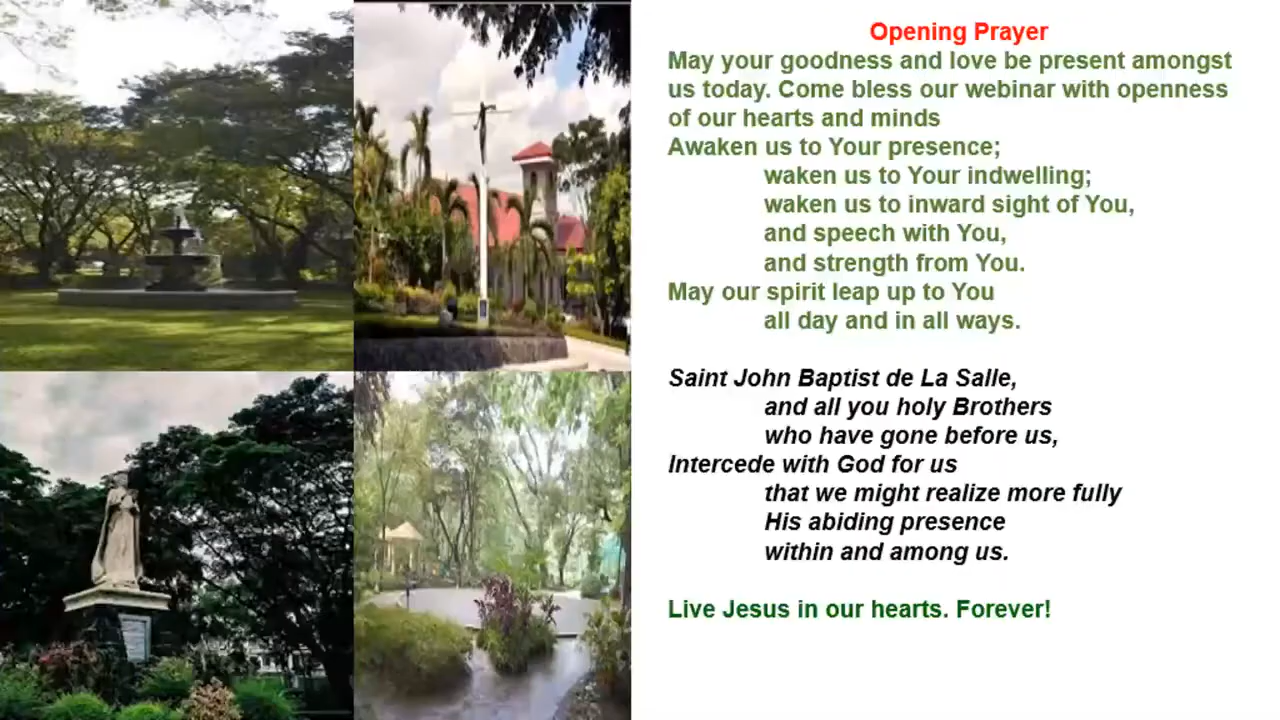 Opening Prayer
May your goodness and love be present amongst
us today. Come bless our webinar with openness
of our hearts and minds
Awaken us to Your presence;
waken us to Your indwelling;
waken us to inward sight of You,
and speech with You,
and strength from You.
May our spirit leap up to You
all day and in all ways.
Saint John Baptist de La Salle,
and all you holy Brothers
who have gone before us,
Intercede with God for us
that we might realize more fully
His abiding presence
within and among us.
Live Jesus in our hearts. Forever!